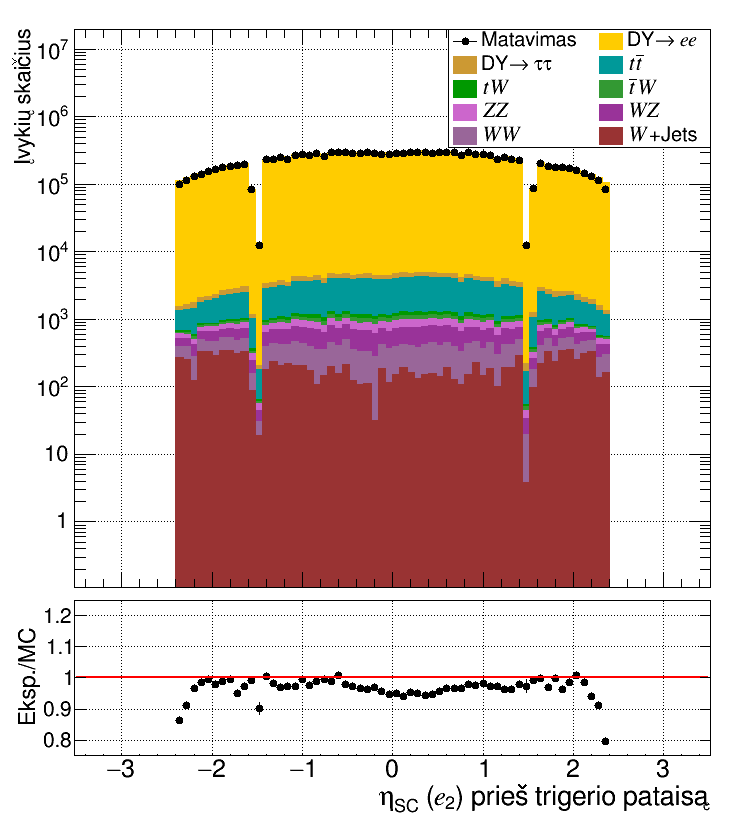 Įvykių skaičius
10⁷
10⁶
10⁵
10⁴
10³
10²
10
1
Matavimas
DY→ ee
DY→ ττ
tt̅
tW
t̅W
ZZ
WZ
WW
W+Jets
Eksp./MC
1.2
1.1
1
0.9
0.8
−3 −2 −1 0 1 2 3
η_SC (e₂) prieš trigerio pataisą